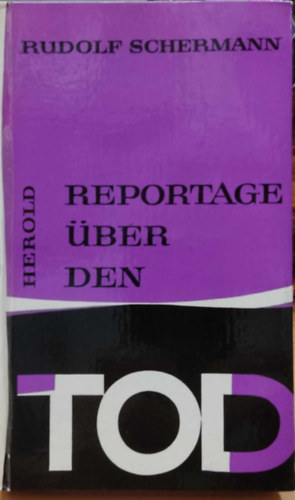 RUDOLF SCHERMANN
HEROLD
REPORTAGE
ÜBER
DEN
TOD